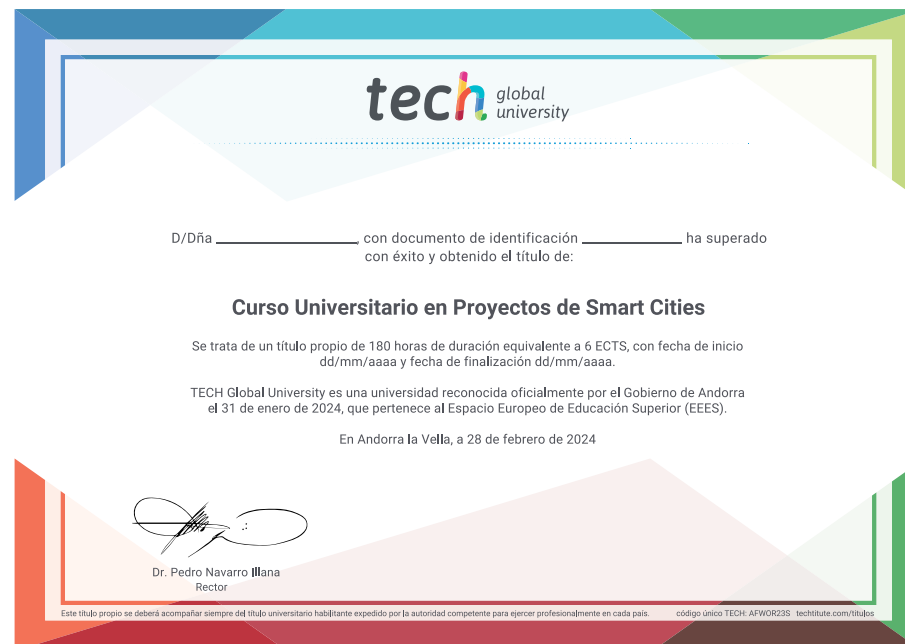 tech global university
D/Dña ________________, con documento de identificación ____________ ha superado
con éxito y obtenido el título de:
Curso Universitario en Proyectos de Smart Cities
Se trata de un título propio de 180 horas de duración equivalente a 6 ECTS, con fecha de inicio
dd/mm/aaaa y fecha de finalización dd/mm/aaaa.
TECH Global University es una universidad reconocida oficialmente por el Gobierno de Andorra
el 31 de enero de 2024, que pertenece al Espacio Europeo de Educación Superior (EEES).
En Andorra la Vella, a 28 de febrero de 2024
Dr. Pedro Navarro Illana
Rector
Este título propio se deberá acompañar siempre del título universitario habilitante expedido por la autoridad competente para ejercer profesionalmente en cada país. código único TECH: AFWOR23S techtitute.com/titulos